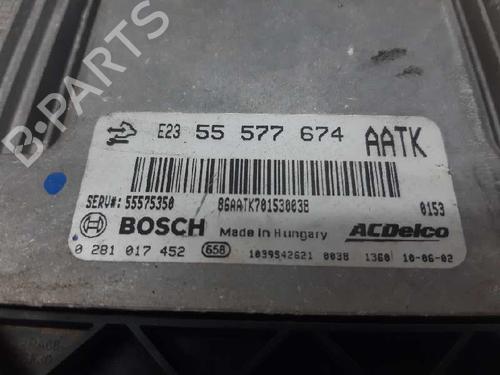 B-PARTS
E23 55 577 674 AATK
SERV#: 55575350 86AATK70153003B 0153
BOSCH Made in Hungary ACDelco
0 281 017 452 658 1039S42621 0038 1360 10-06-02